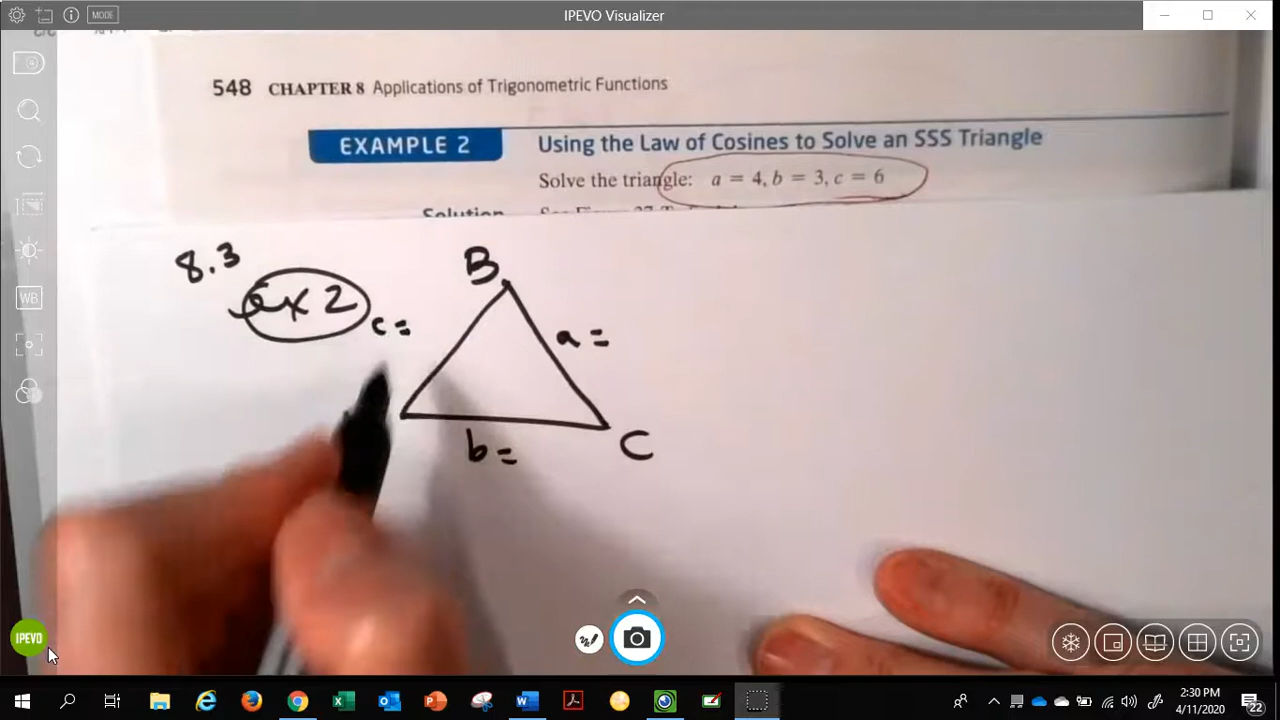 IPEVO Visualizer
MODE
548 CHAPTER 8 Applications of Trigonometric Functions
EXAMPLE 2 Using the Law of Cosines to Solve an SSS Triangle
Solve the triangle: a = 4, b = 3, c = 6
Solution
8.3
ex 2
B
c =
a =
b =
C
WB
IPEVO
2:30 PM
4/11/2020
22